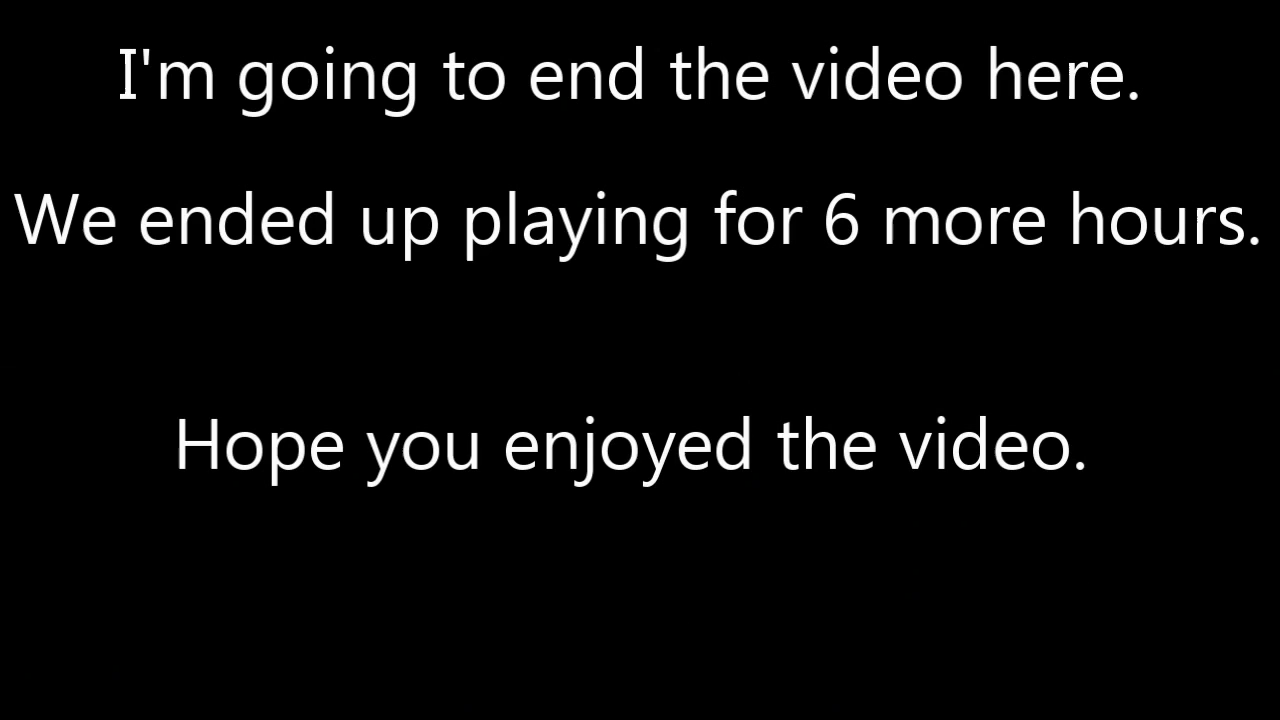 I'm going to end the video here.
We ended up playing for 6 more hours.
Hope you enjoyed the video.